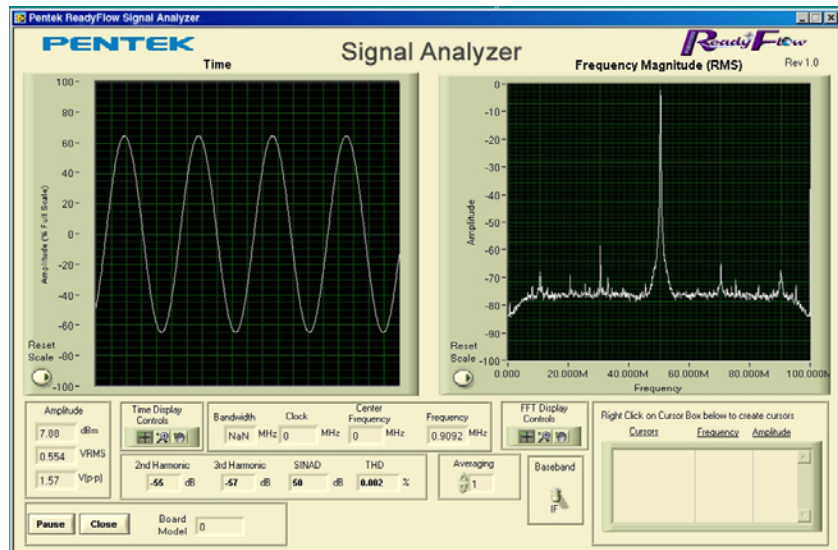 Pentek ReadyFlow Signal Analyzer
PENTEK
Signal Analyzer
ReadyFlow
Time
Frequency Magnitude (RMS)
Rev 1.0
100
80
60
40
20
0
-20
-40
-60
-80
-100
Amplitude (% Full Scale)
Reset
Scale
0
-10
-20
-30
-40
-50
-60
-70
-80
-90
-100
Amplitude
Reset
Scale
0.000 20.000M 40.000M 60.000M 80.000M 100.000M
Frequency
Amplitude
7.88 dBm
0.554 VRMS
1.57 V(p-p)
Time Display
Controls
Bandwidth Clock Center
Frequency Frequency
NaN MHz 0 MHz 0 MHz 0.9092 MHz
FFT Display
Controls
2nd Harmonic 3rd Harmonic SINAD THD
-55 dB -57 dB 50 dB 0.002 %
Averaging
1
Baseband
IF
Right Click on Cursor Box below to create cursors
Cursors Frequency Amplitude
Pause Close Board
Model 0